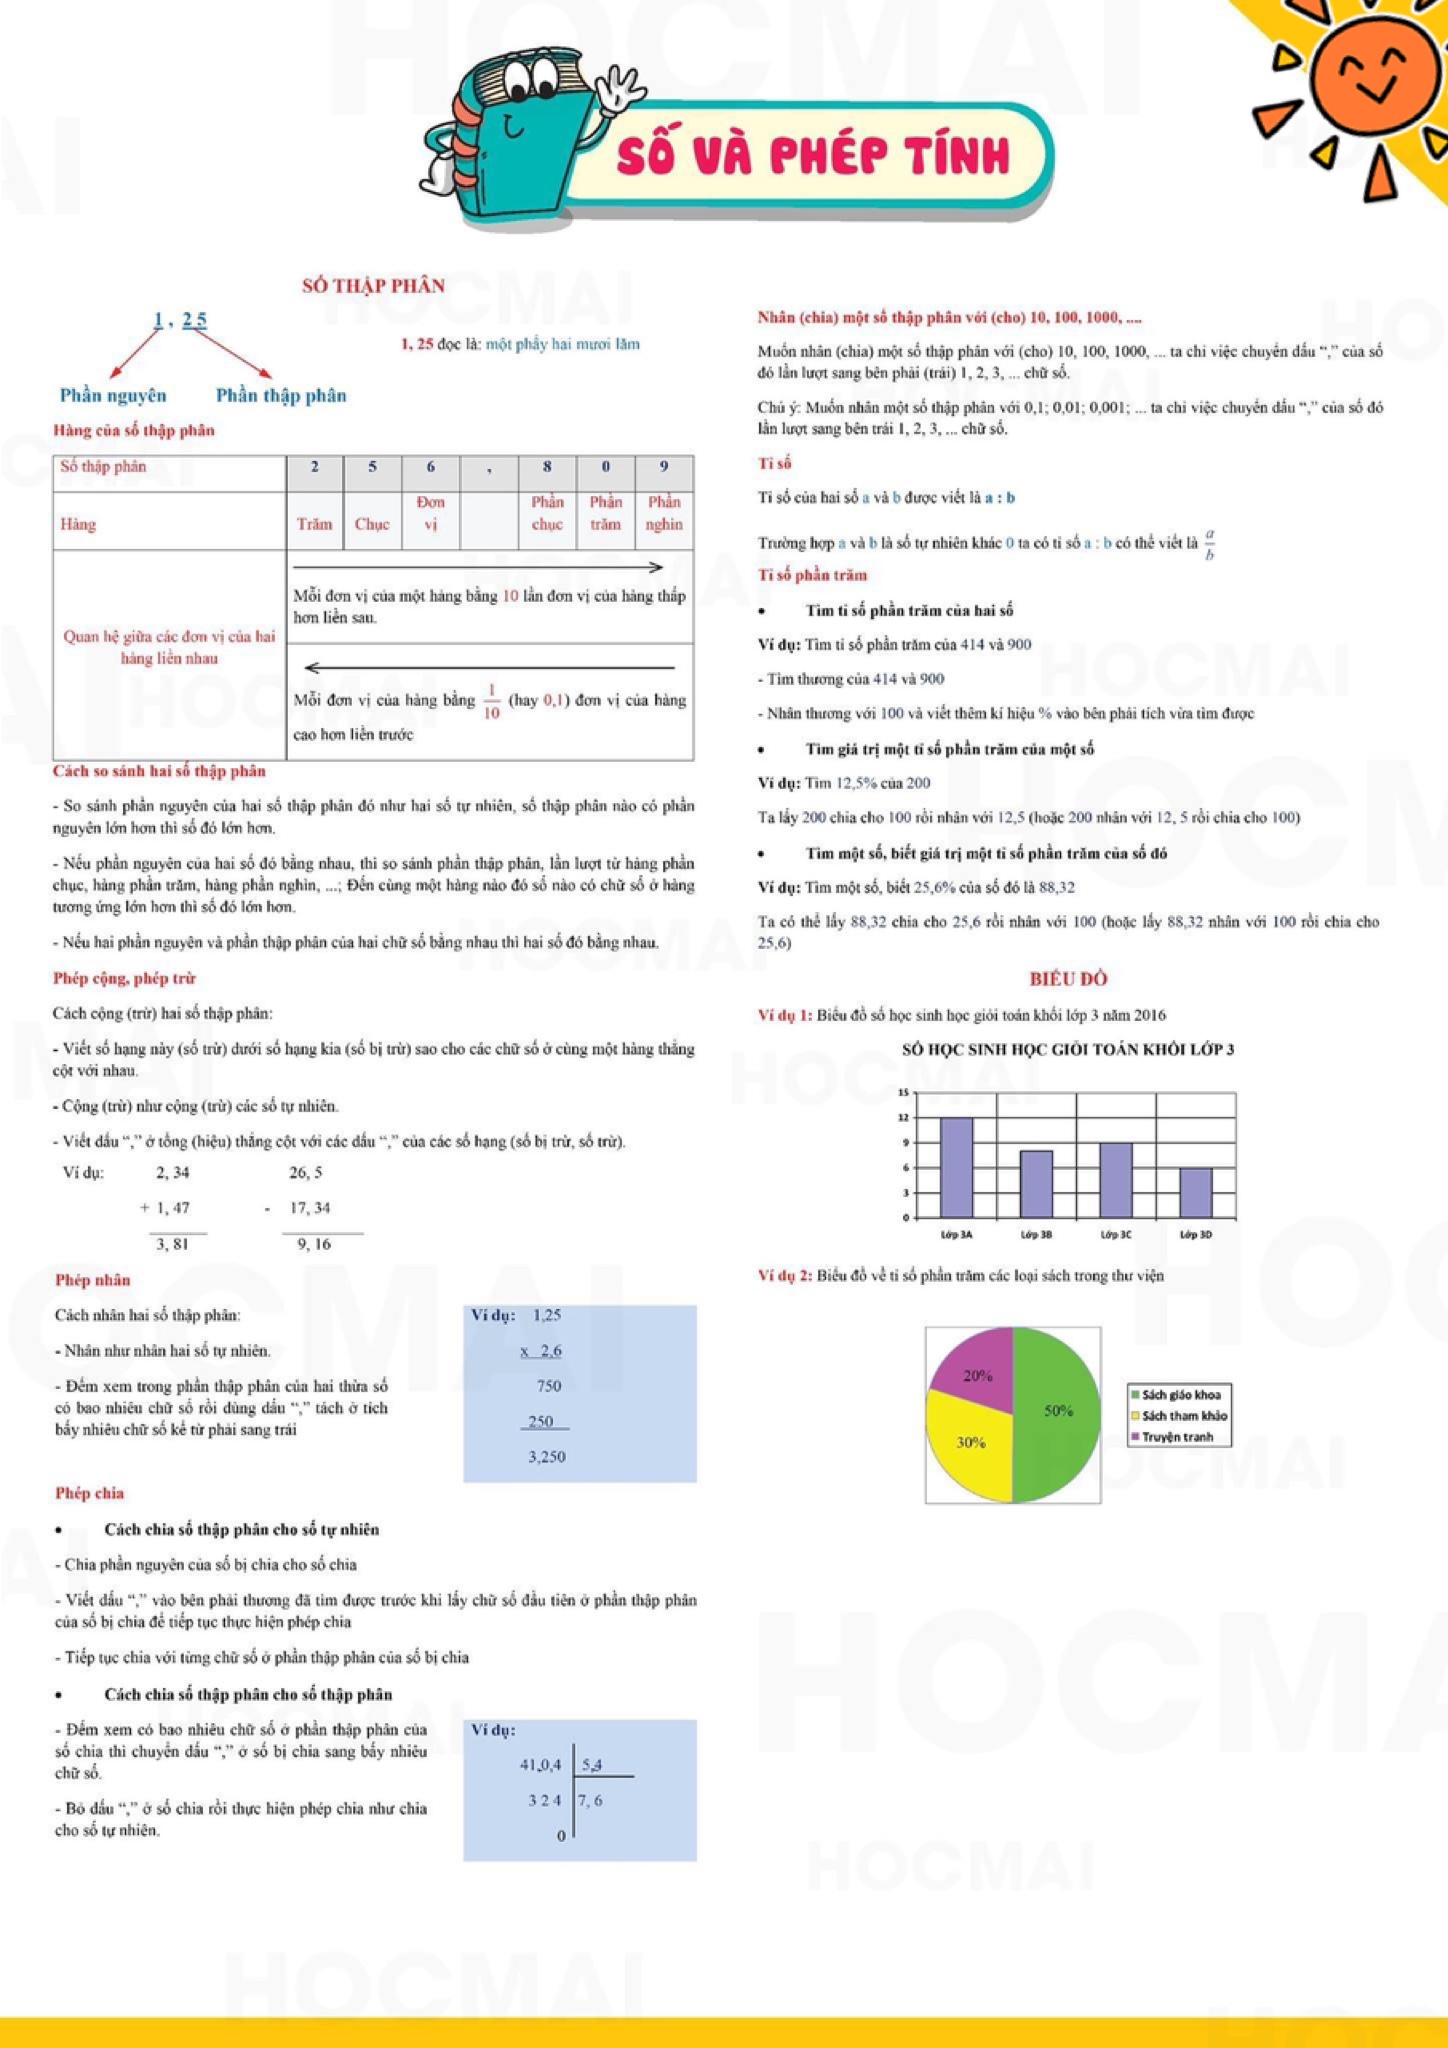 SỐ VÀ PHÉP TÍNH
SỐ THẬP PHÂN
1 , 2 5
1, 25 đọc là: một phẩy hai mươi lăm
Phần nguyên Phần thập phân
Hàng của số thập phân
Số thập phân 2 5 6 , 8 0 9
Hàng Trăm Chục Đơn vị Phần chục Phần trăm Phần nghìn
Quan hệ giữa các đơn vị của hai
hàng liền nhau
Mỗi đơn vị của một hàng bằng 10 lần đơn vị của hàng thấp
hơn liền sau.
Mỗi đơn vị của hàng bằng 1/10 (hay 0,1) đơn vị của hàng
cao hơn liền trước
Cách so sánh hai số thập phân
- So sánh phần nguyên của hai số thập phân đó như hai số tự nhiên, số thập phân nào có phần
nguyên lớn hơn thì số đó lớn hơn.
- Nếu phần nguyên của hai số đó bằng nhau, thì so sánh phần thập phân, lần lượt từ hàng phần
chục, hàng phần trăm, hàng phần nghìn, ...; Đến cùng một hàng nào đó số nào có chữ số ở hàng
tương ứng lớn hơn thì số đó lớn hơn.
- Nếu hai phần nguyên và phần thập phân của hai chữ số bằng nhau thì hai số đó bằng nhau.
Phép cộng, phép trừ
Cách cộng (trừ) hai số thập phân:
- Viết số hạng này (số trừ) dưới số hạng kia (số bị trừ) sao cho các chữ số ở cùng một hàng thẳng
cột với nhau.
- Cộng (trừ) như cộng (trừ) các số tự nhiên.
- Viết dấu “,” ở tổng (hiệu) thẳng cột với các dấu “,” của các số hạng (số bị trừ, số trừ).
Ví dụ: 2, 34 26, 5
+ 1, 47 - 17, 34
3, 81 9, 16
Phép nhân
Cách nhân hai số thập phân:
- Nhân như nhân hai số tự nhiên.
- Đếm xem trong phần thập phân của hai thừa số
có bao nhiêu chữ số rồi dùng dấu “,” tách ở tích
bấy nhiêu chữ số kể từ phải sang trái
Ví dụ: 1,25
x 2,6
750
250
3,250
Phép chia
• Cách chia số thập phân cho số tự nhiên
- Chia phần nguyên của số bị chia cho số chia
- Viết dấu “,” vào bên phải thương đã tìm được trước khi lấy chữ số đầu tiên ở phần thập phân
của số bị chia để tiếp tục thực hiện phép chia
- Tiếp tục chia với từng chữ số ở phần thập phân của số bị chia
• Cách chia số thập phân cho số thập phân
- Đếm xem có bao nhiêu chữ số ở phần thập phân của
số chia thì chuyển dấu “,” ở số bị chia sang bấy nhiêu
chữ số.
- Bỏ dấu “,” ở số chia rồi thực hiện phép chia như chia
cho số tự nhiên.
Ví dụ:
41,0,4 5,4
3 2 4 7, 6
0
Nhân (chia) một số thập phân với (cho) 10, 100, 1000, ....
Muốn nhân (chia) một số thập phân với (cho) 10, 100, 1000, ... ta chỉ việc chuyển dấu “,” của số
đó lần lượt sang bên phải (trái) 1, 2, 3, ... chữ số.
Chú ý: Muốn nhân một số thập phân với 0,1; 0,01; 0,001; ... ta chỉ việc chuyển dấu “,” của số đó
lần lượt sang bên trái 1, 2, 3, ... chữ số.
Tỉ số
Tỉ số của hai số a và b được viết là a : b
Trường hợp a và b là số tự nhiên khác 0 ta có tỉ số a : b có thể viết là a/b
Tỉ số phần trăm
• Tìm tỉ số phần trăm của hai số
Ví dụ: Tìm tỉ số phần trăm của 414 và 900
- Tìm thương của 414 và 900
- Nhân thương với 100 và viết thêm kí hiệu % vào bên phải tích vừa tìm được
• Tìm giá trị một tỉ số phần trăm của một số
Ví dụ: Tìm 12,5% của 200
Ta lấy 200 chia cho 100 rồi nhân với 12,5 (hoặc 200 nhân với 12, 5 rồi chia cho 100)
• Tìm một số, biết giá trị một tỉ số phần trăm của số đó
Ví dụ: Tìm một số, biết 25,6% của số đó là 88,32
Ta có thể lấy 88,32 chia cho 25,6 rồi nhân với 100 (hoặc lấy 88,32 nhân với 100 rồi chia cho
25,6)
BIỂU ĐỒ
Ví dụ 1: Biểu đồ số học sinh học giỏi toán khối lớp 3 năm 2016
SỐ HỌC SINH HỌC GIỎI TOÁN KHỐI LỚP 3
15
12
9
6
3
0
Lớp 3A Lớp 3B Lớp 3C Lớp 3D
Ví dụ 2: Biểu đồ về tỉ số phần trăm các loại sách trong thư viện
20%
50%
30%
Sách giáo khoa
Sách tham khảo
Truyện tranh
HOCMAI